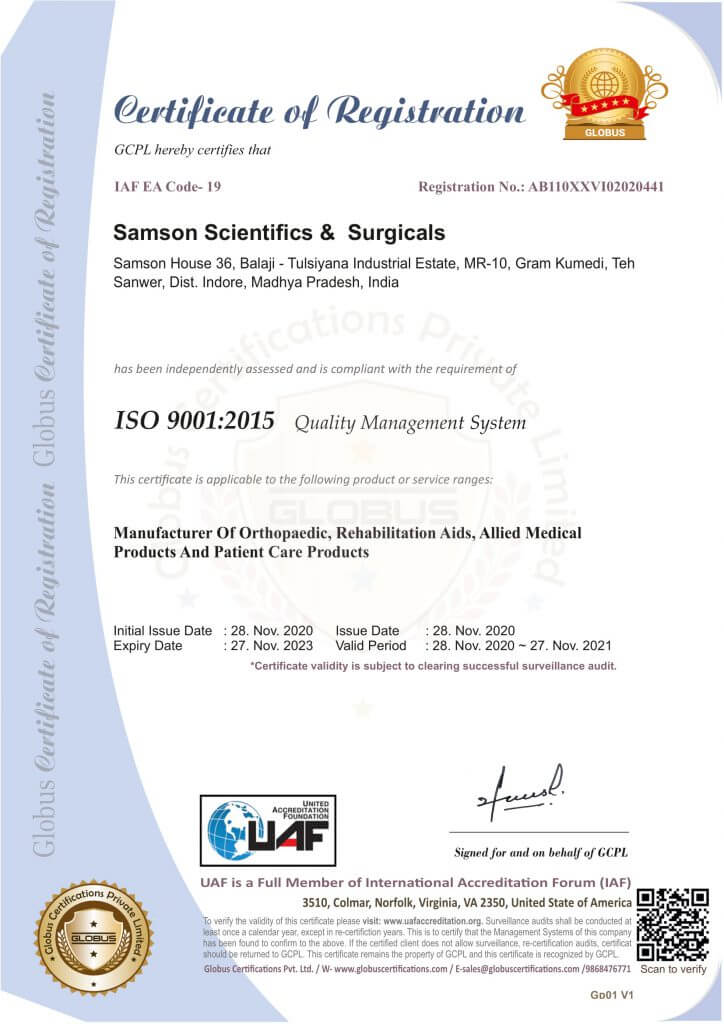 Certificate of Registration
GLOBUS
GCPL hereby certifies that
IAF EA Code- 19
Registration No.: AB110XXVI02020441
Samson Scientifics & Surgicals
Samson House 36, Balaji - Tulsiyana Industrial Estate, MR-10, Gram Kumedi, Teh
Sanwer, Dist. Indore, Madhya Pradesh, India
has been independently assessed and is compliant with the requirement of
ISO 9001:2015 Quality Management System
This certificate is applicable to the following product or service ranges:
Manufacturer Of Orthopaedic, Rehabilitation Aids, Allied Medical
Products And Patient Care Products
Initial Issue Date : 28. Nov. 2020 Issue Date : 28. Nov. 2020
Expiry Date : 27. Nov. 2023 Valid Period : 28. Nov. 2020 ~ 27. Nov. 2021
*Certificate validity is subject to clearing successful surveillance audit.
Globus Certifications Private Limited
GLOBUS
Globus Certificate of Registration Globus Certificate of Registration
UNITED
ACCREDITATION
FOUNDATION
UAF
Signed for and on behalf of GCPL
UAF is a Full Member of International Accreditation Forum (IAF)
3510, Colmar, Norfolk, Virginia, VA 2350, United State of America
To verify the validity of this certificate please visit: www.uafaccreditation.org. Surveillance audits shall be conducted at
least once a calendar year, except in re-certifiction years. This is to certify that the Management Systems of this company
has been found to confirm to the above. If the certified client does not allow surveillance, re-certification audits, certificat
should be returned to GCPL. This certificate remains the property of GCPL and this certificate is recognized by GCPL.
Globus Certifications Pvt. Ltd. / W- www.globuscertifications.com / E-sales@globuscertifications.com /9868476771
Scan to verify
Globus Certifications Private Limited
GLOBUS
Gp01 V1